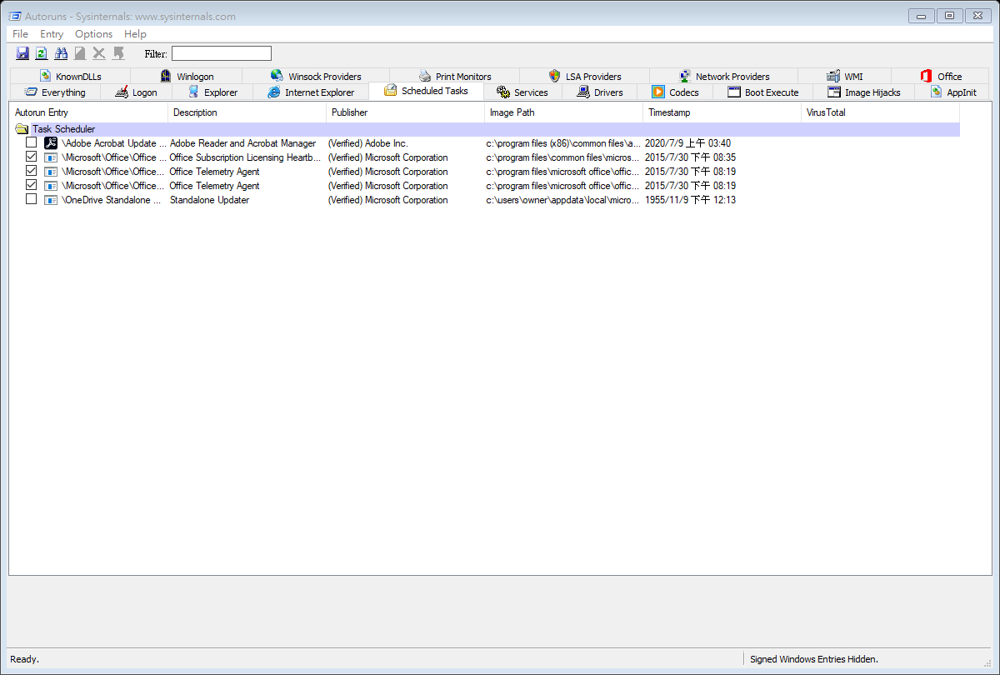 Autoruns - Sysinternals: www.sysinternals.com
File Entry Options Help
Filter:
KnownDLLs Winlogon Winsock Providers Print Monitors LSA Providers Network Providers WMI Office
Everything Logon Explorer Internet Explorer Scheduled Tasks Services Drivers Codecs Boot Execute Image Hijacks AppInit
Autorun Entry Description Publisher Image Path Timestamp VirusTotal
Task Scheduler
\Adobe Acrobat Update ... Adobe Reader and Acrobat Manager (Verified) Adobe Inc. c:\program files (x86)\common files\a... 2020/7/9 上午 03:40
\Microsoft\Office\Office ... Office Subscription Licensing Heartb... (Verified) Microsoft Corporation c:\program files\common files\micros... 2015/7/30 下午 08:35
\Microsoft\Office\Office... Office Telemetry Agent (Verified) Microsoft Corporation c:\program files\microsoft office\offic... 2015/7/30 下午 08:19
\Microsoft\Office\Office... Office Telemetry Agent (Verified) Microsoft Corporation c:\program files\microsoft office\offic... 2015/7/30 下午 08:19
\OneDrive Standalone ... Standalone Updater (Verified) Microsoft Corporation c:\users\owner\appdata\local\micro... 1955/11/9 下午 12:13
Ready. Signed Windows Entries Hidden.